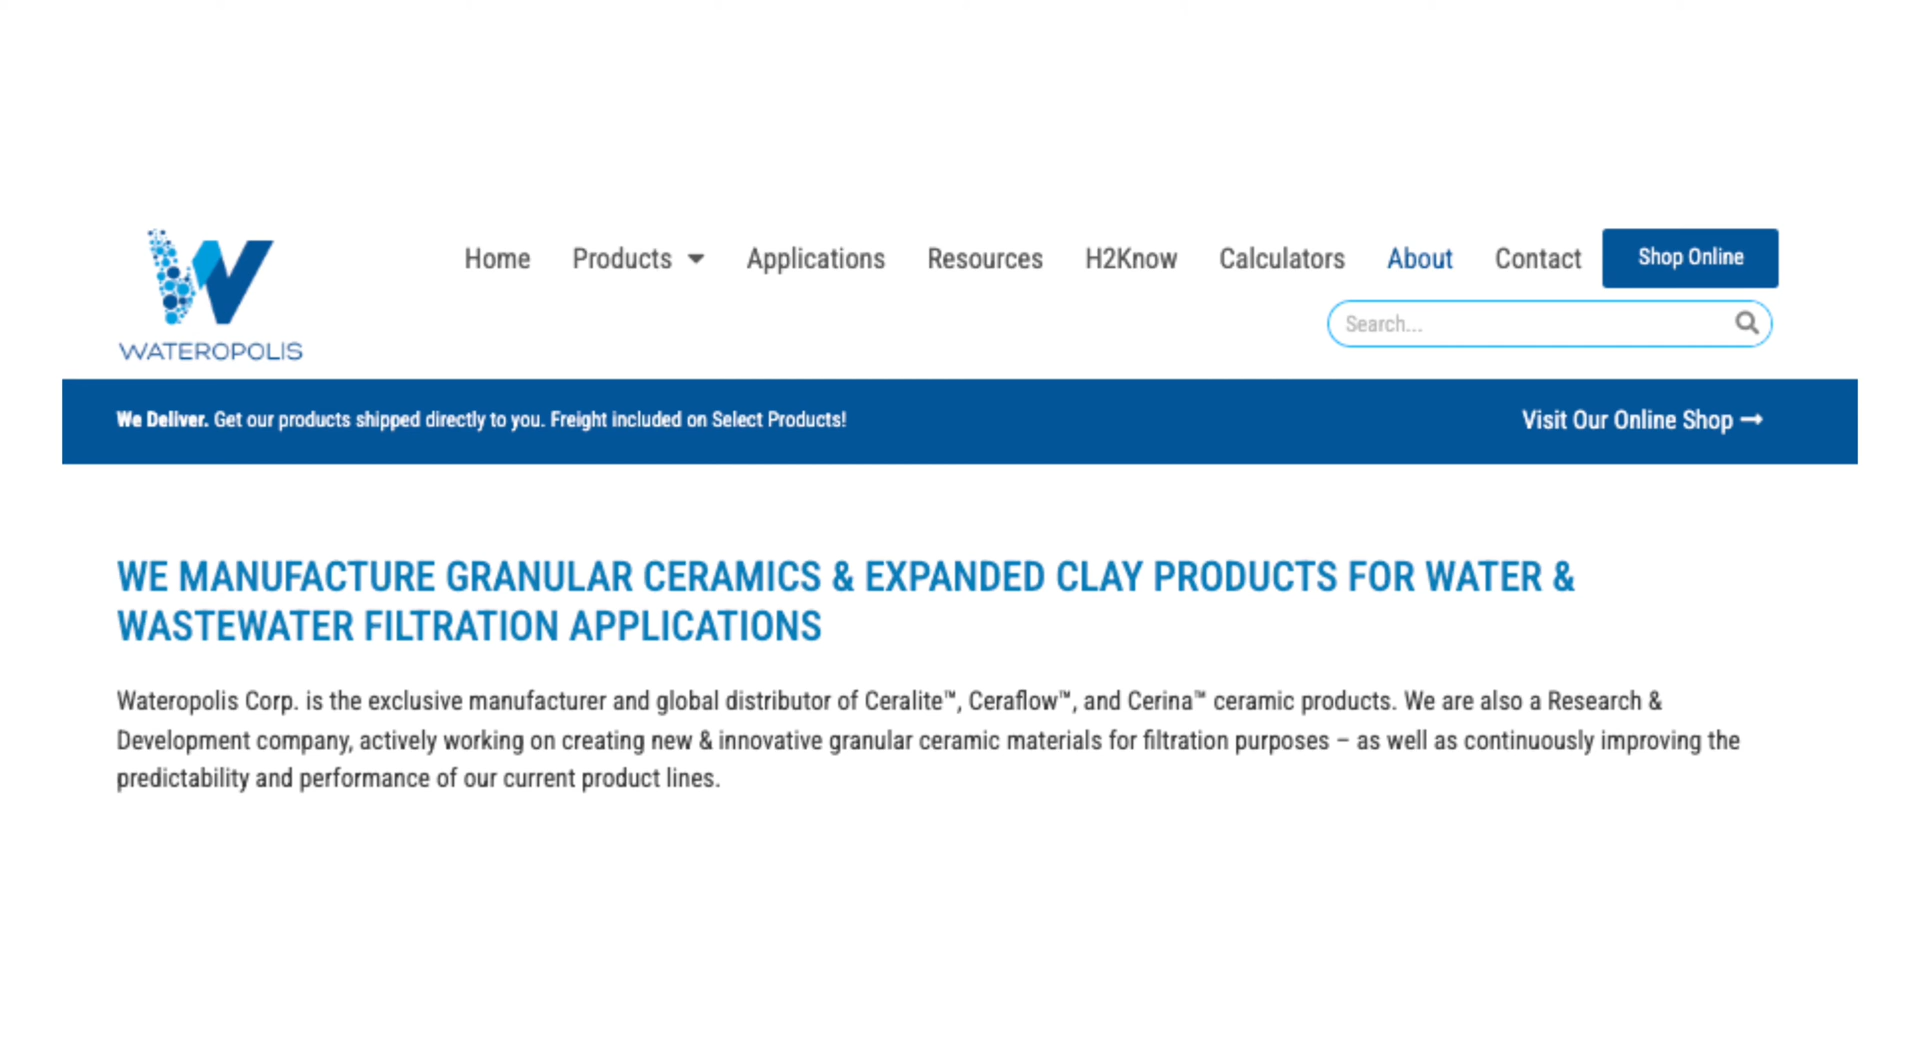 Home Products Applications Resources H2Know Calculators About Contact Shop Online
Search...
WATEROPOLIS
We Deliver. Get our products shipped directly to you. Freight included on Select Products! Visit Our Online Shop →
WE MANUFACTURE GRANULAR CERAMICS & EXPANDED CLAY PRODUCTS FOR WATER &
WASTEWATER FILTRATION APPLICATIONS
Wateropolis Corp. is the exclusive manufacturer and global distributor of Ceralite™, Ceraflow™, and Cerina™ ceramic products. We are also a Research &
Development company, actively working on creating new & innovative granular ceramic materials for filtration purposes – as well as continuously improving the
predictability and performance of our current product lines.